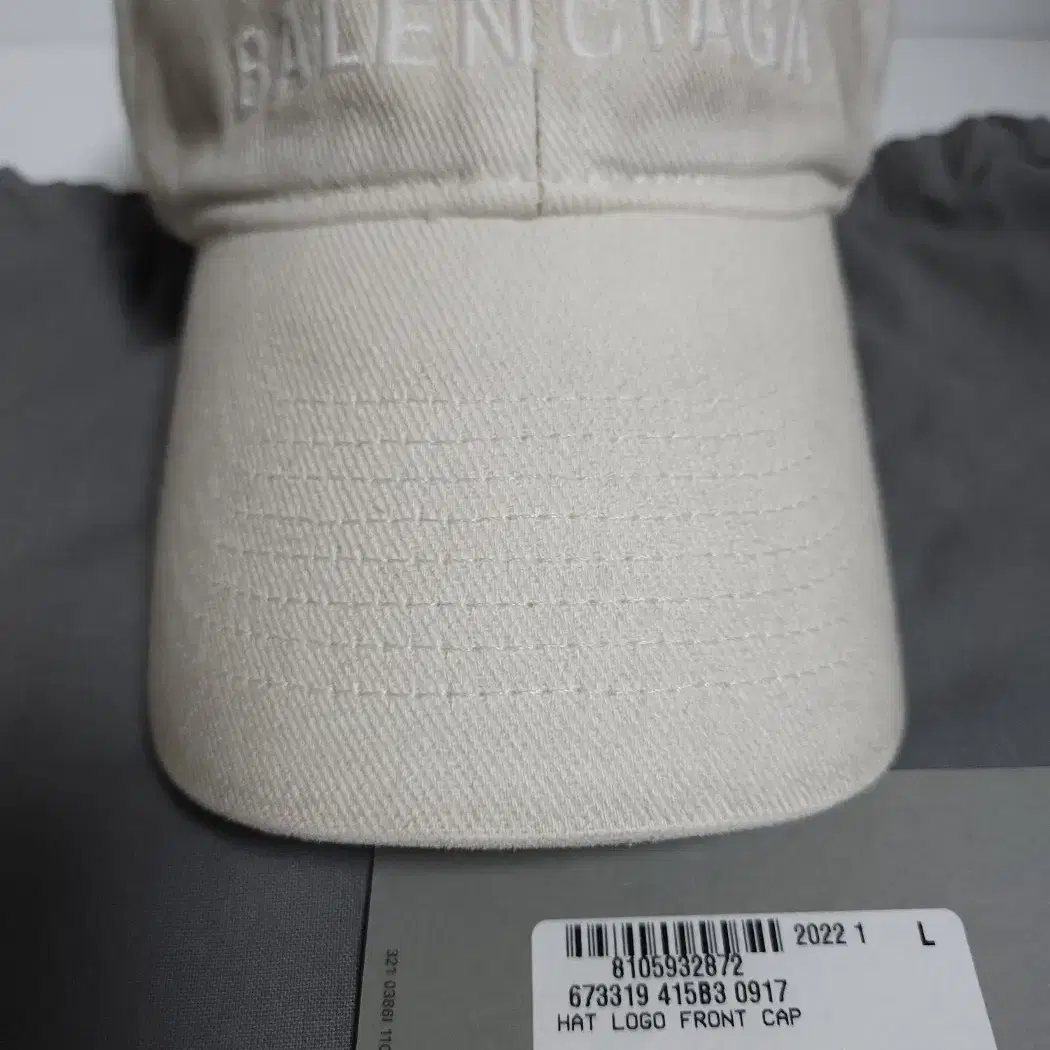 BALENCIAGA
2022 1 L
8105932872
673319 415B3 0917
HAT LOGO FRONT CAP